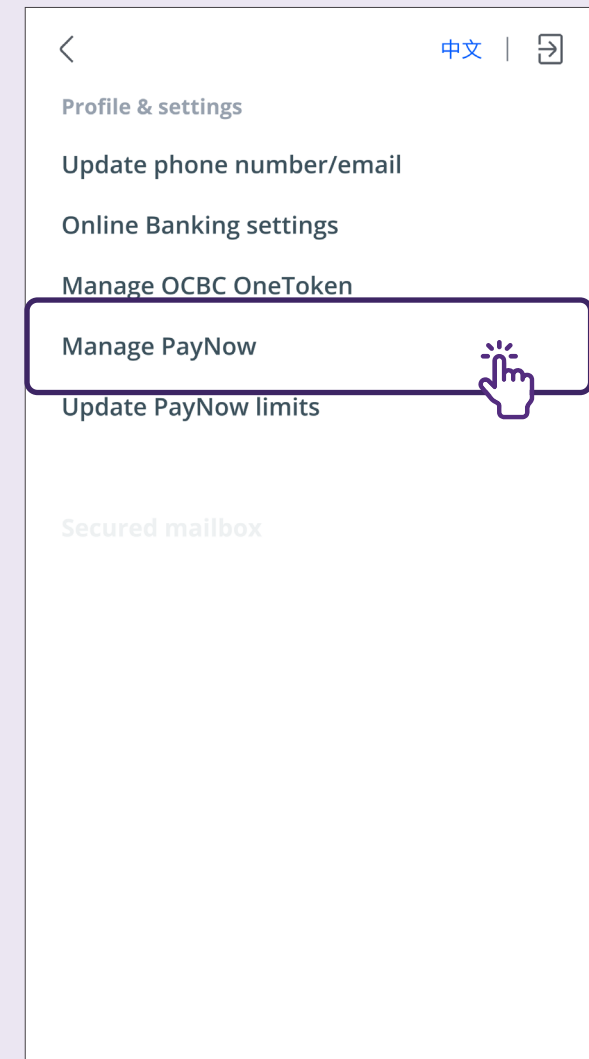 中文 |
Profile & settings
Update phone number/email
Online Banking settings
Manage OCBC OneToken
Manage PayNow
Update PayNow limits
Secured mailbox